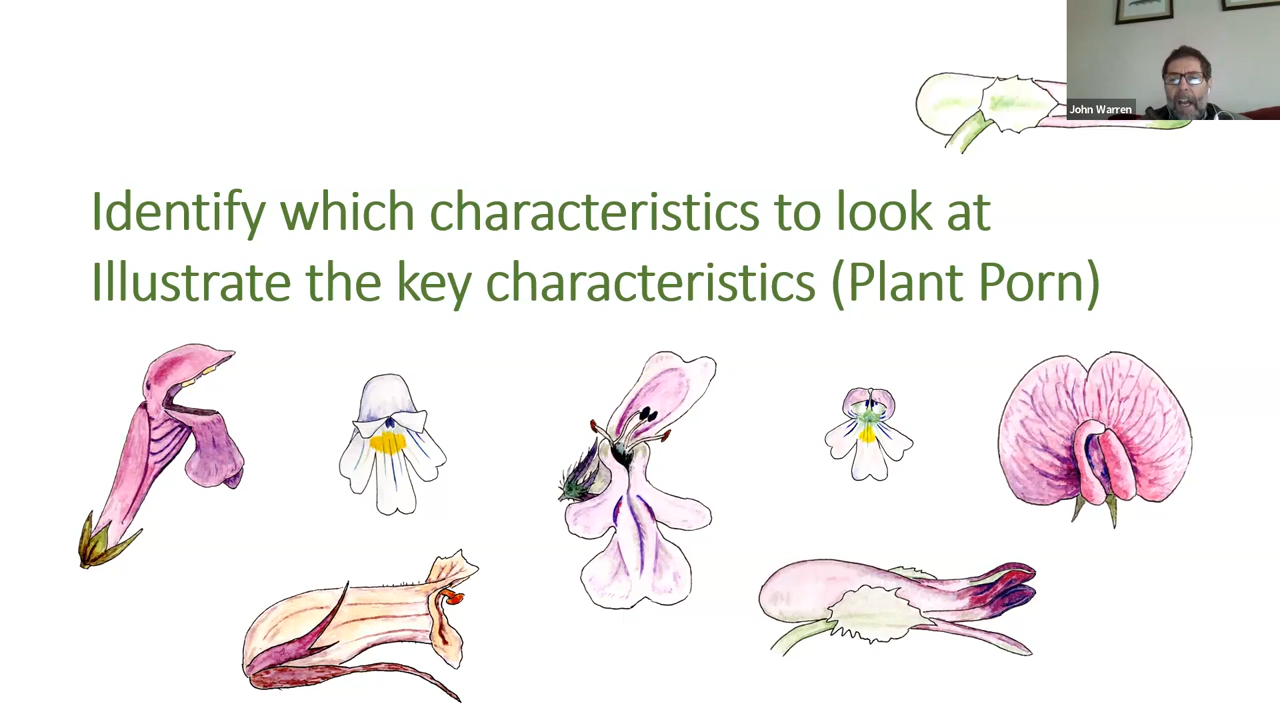 John Warren
Identify which characteristics to look at
Illustrate the key characteristics (Plant Porn)